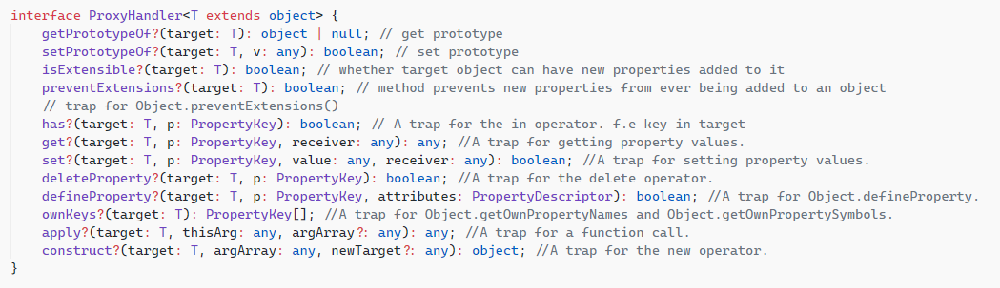 interface ProxyHandler<T extends object> {
getPrototypeOf?(target: T): object | null; // get prototype
setPrototypeOf?(target: T, v: any): boolean; // set prototype
isExtensible?(target: T): boolean; // whether target object can have new properties added to it
preventExtensions?(target: T): boolean; // method prevents new properties from ever being added to an object
// trap for Object.preventExtensions()
has?(target: T, p: PropertyKey): boolean; // A trap for the in operator. f.e key in target
get?(target: T, p: PropertyKey, receiver: any): any; //A trap for getting property values.
set?(target: T, p: PropertyKey, value: any, receiver: any): boolean; //A trap for setting property values.
deleteProperty?(target: T, p: PropertyKey): boolean; //A trap for the delete operator.
defineProperty?(target: T, p: PropertyKey, attributes: PropertyDescriptor): boolean; //A trap for Object.defineProperty.
ownKeys?(target: T): PropertyKey[]; //A trap for Object.getOwnPropertyNames and Object.getOwnPropertySymbols.
apply?(target: T, thisArg: any, argArray?: any): any; //A trap for a function call.
construct?(target: T, argArray: any, newTarget?: any): object; //A trap for the new operator.
}